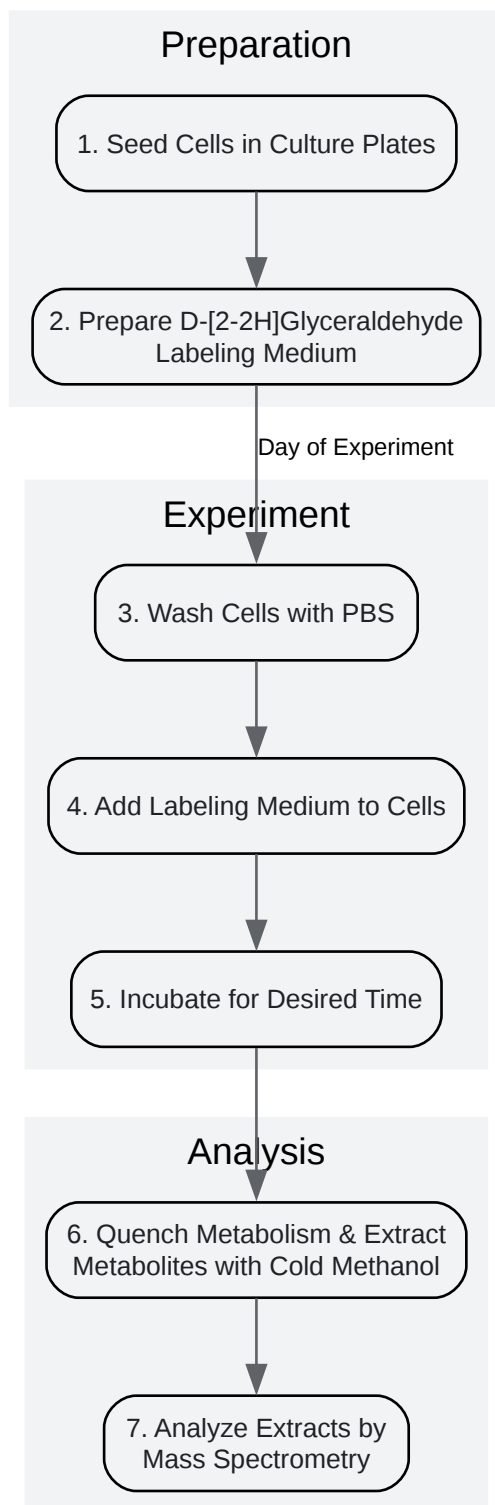 Preparation
1. Seed Cells in Culture Plates
2. Prepare D-[2-2H]Glyceraldehyde
Labeling Medium
Day of Experiment
Experiment
3. Wash Cells with PBS
4. Add Labeling Medium to Cells
5. Incubate for Desired Time
Analysis
6. Quench Metabolism & Extract
Metabolites with Cold Methanol
7. Analyze Extracts by
Mass Spectrometry